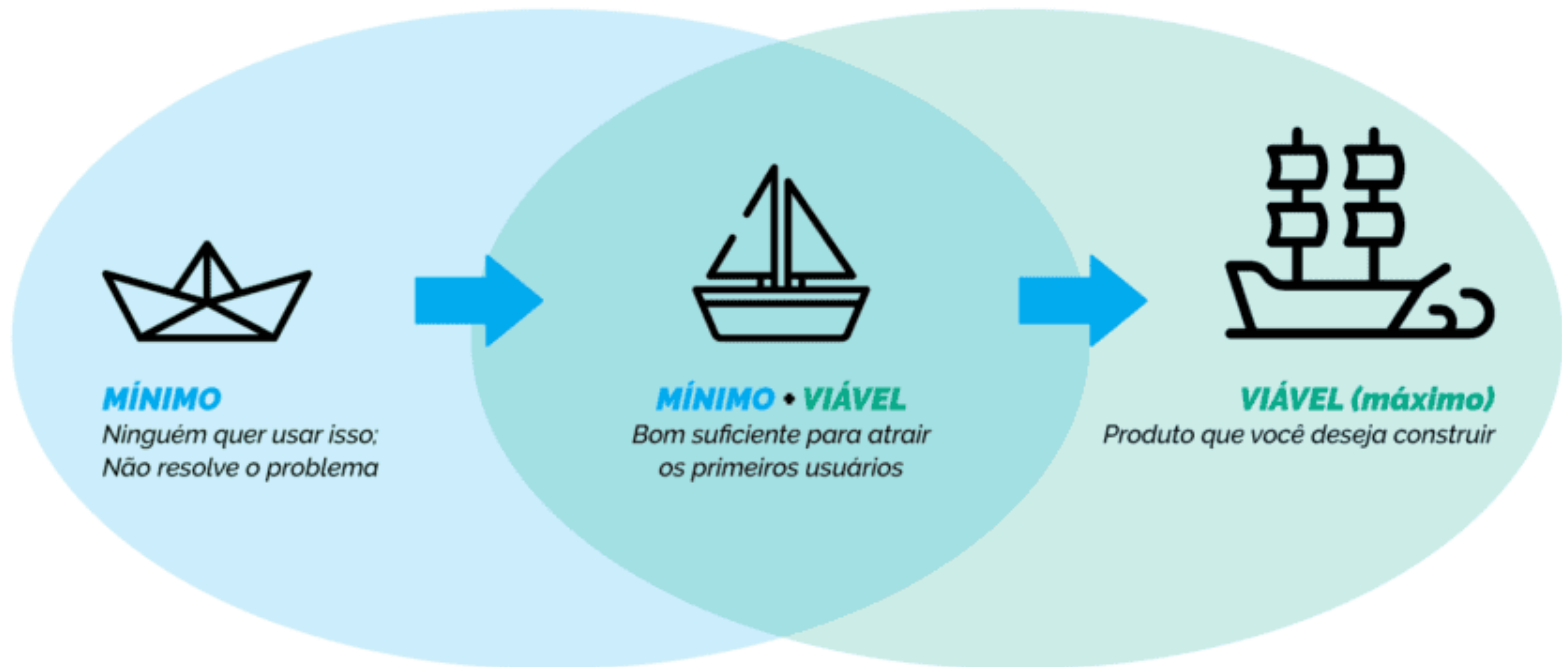 MÍNIMO
Ninguém quer usar isso;
Não resolve o problema
MÍNIMO • VIÁVEL
Bom suficiente para atrair
os primeiros usuários
VIÁVEL (máximo)
Produto que você deseja construir